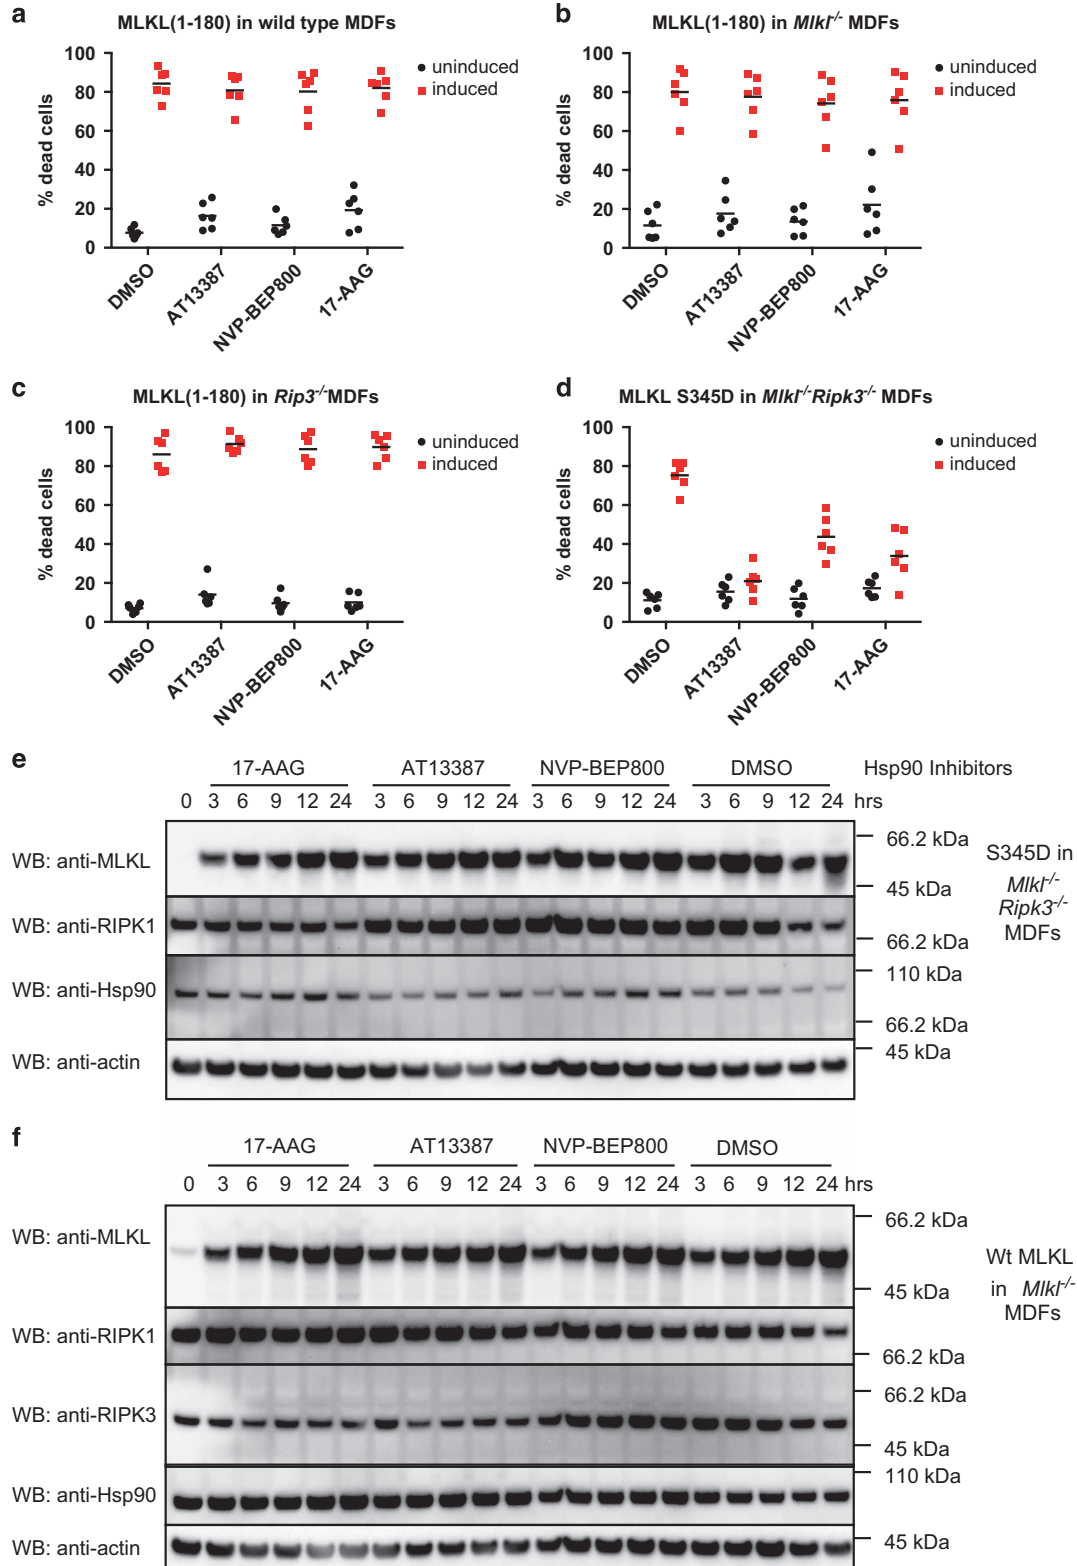 a
MLKL(1-180) in wild type MDFs
% dead cells
100
80
60
40
20
0
DMSO
AT13387
NVP-BEP800
17-AAG
uninduced
induced
b
MLKL(1-180) in Mlkl-/- MDFs
% dead cells
100
80
60
40
20
0
DMSO
AT13387
NVP-BEP800
17-AAG
uninduced
induced
c
MLKL(1-180) in Rip3-/-MDFs
% dead cells
100
80
60
40
20
0
DMSO
AT13387
NVP-BEP800
17-AAG
uninduced
induced
d
MLKL S345D in Mlkl-/-Ripk3-/- MDFs
% dead cells
100
80
60
40
20
0
DMSO
AT13387
NVP-BEP800
17-AAG
uninduced
induced
e
17-AAG AT13387 NVP-BEP800 DMSO Hsp90 Inhibitors
0 3 6 9 12 24 3 6 9 12 24 3 6 9 12 24 3 6 9 12 24 hrs
WB: anti-MLKL
66.2 kDa
45 kDa
WB: anti-RIPK1
66.2 kDa
WB: anti-Hsp90
110 kDa
66.2 kDa
WB: anti-actin
45 kDa
S345D in
Mlkl-/-
Ripk3-/-
MDFs
f
17-AAG AT13387 NVP-BEP800 DMSO
0 3 6 9 12 24 3 6 9 12 24 3 6 9 12 24 3 6 9 12 24 hrs
WB: anti-MLKL
66.2 kDa
45 kDa
WB: anti-RIPK1
66.2 kDa
WB: anti-RIPK3
66.2 kDa
45 kDa
WB: anti-Hsp90
110 kDa
WB: anti-actin
45 kDa
Wt MLKL
in Mlkl-/-
MDFs